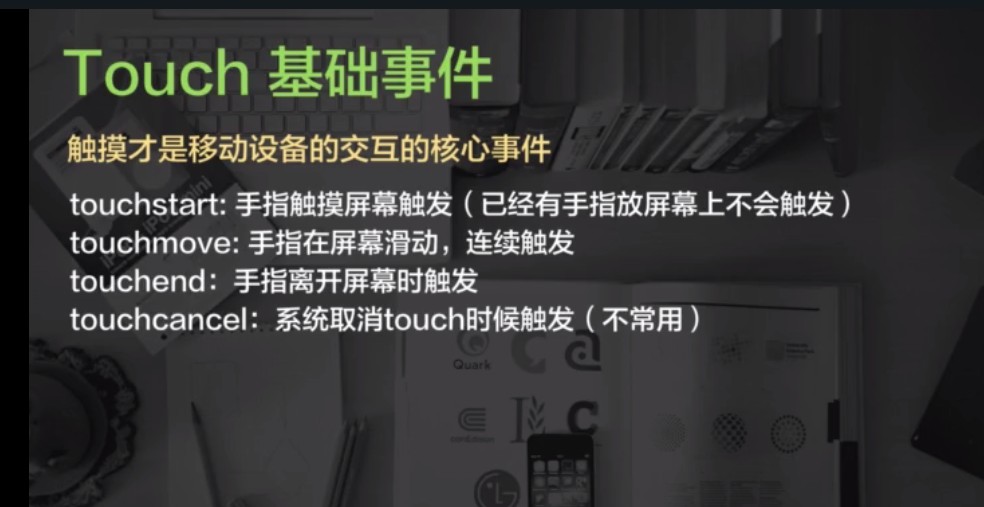 Touch 基础事件
触摸才是移动设备的交互的核心事件
touchstart: 手指触摸屏幕触发（已经有手指放屏幕上不会触发）
touchmove: 手指在屏幕滑动，连续触发
touchend：手指离开屏幕时触发
touchcancel：系统取消touch时候触发（不常用）
Quark